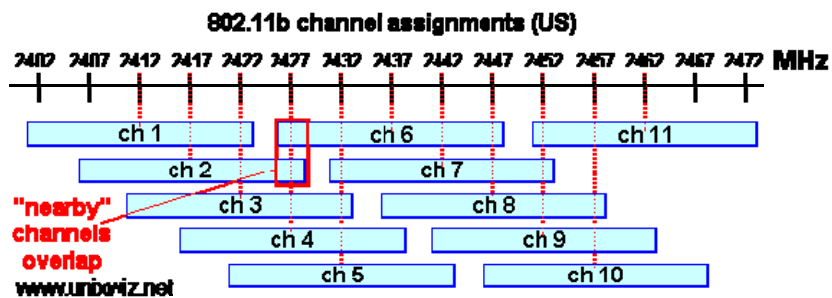 802.11b channel assignments (US)
2402 2407 2412 2417 2422 2427 2432 2437 2442 2447 2452 2457 2462 2467 2472 MHz
ch 1 ch 6 ch 11
ch 2 ch 7
ch 3 ch 8
ch 4 ch 9
ch 5 ch 10
"nearby"
channels
overlap
www.unixwiz.net